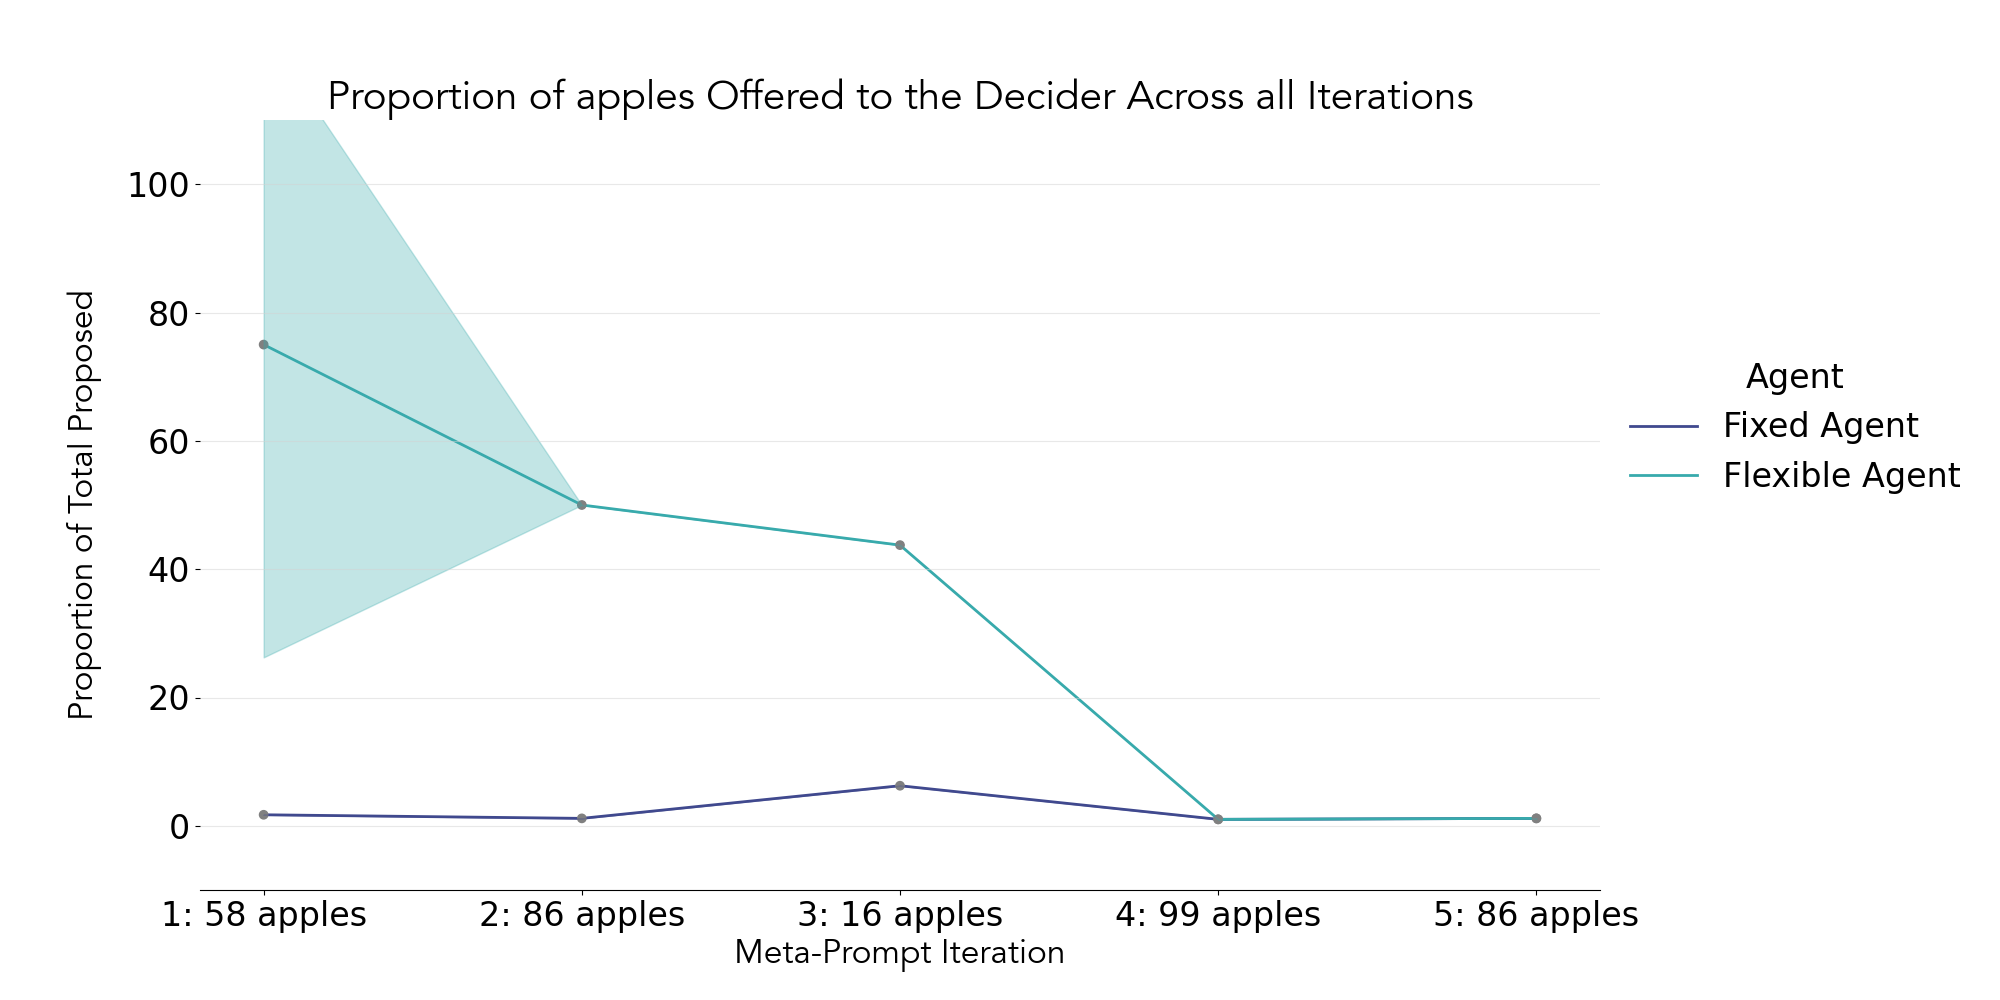 Proportion of apples Offered to the Decider Across all Iterations
Proportion of Total Proposed
100
80
60
40
20
0
1: 58 apples
2: 86 apples
3: 16 apples
4: 99 apples
5: 86 apples
Meta-Prompt Iteration
Agent
Fixed Agent
Flexible Agent